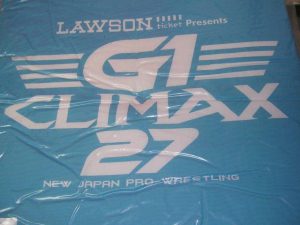 LAWSON ticket Presents
G1
CLIMAX
27
NEW JAPAN PRO-WRESTLING